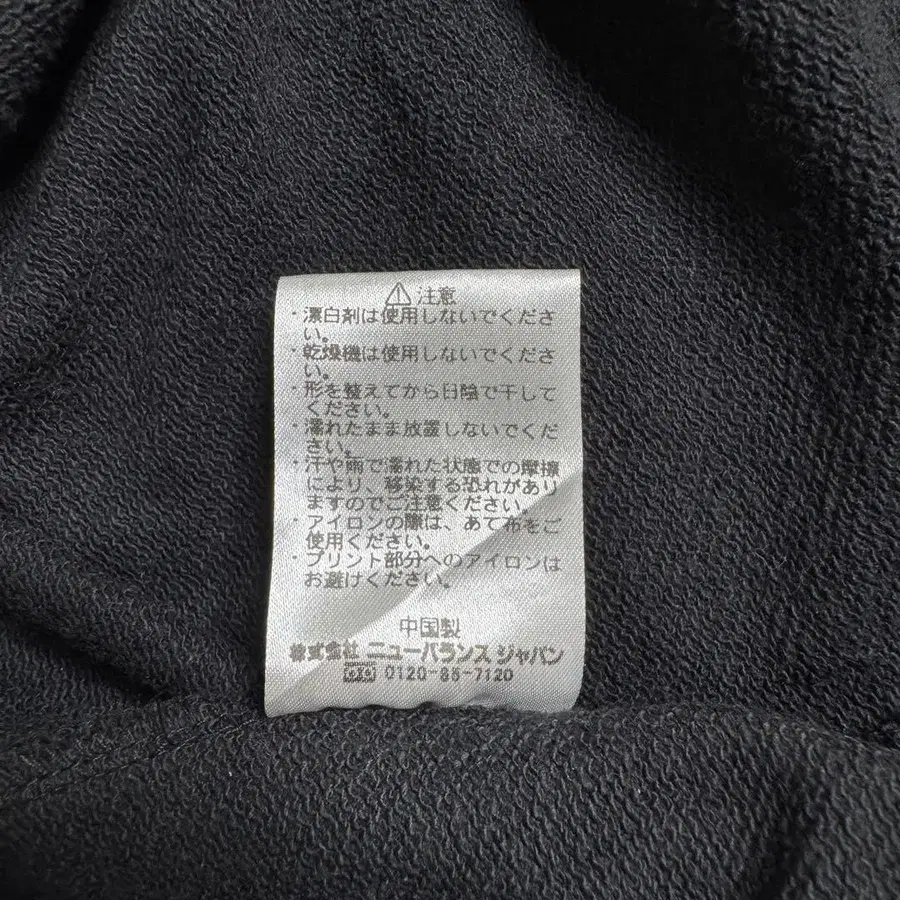 ⚠ 注意
・漂白剤は使用しないでくださ
い。
・乾燥機は使用しないでくださ
い。
・形を整えてから日陰で干して
ください。
・濡れたまま放置しないでくだ
さい。
・汗や雨で濡れた状態での摩擦
により、移染する恐れがあり
ますのでご注意ください。
・アイロンの際は、あて布をご
使用ください。
・プリント部分へのアイロンは
お避けください。
中国製
株式会社 ニューバランス ジャパン
0120-85-7120